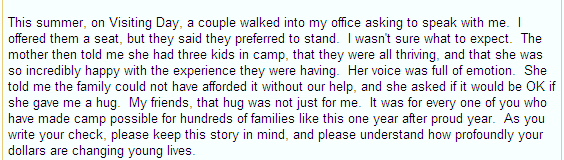 This summer, on Visiting Day, a couple walked into my office asking to speak with me.  I
offered them a seat, but they said they preferred to stand.  I wasn't sure what to expect.  The
mother then told me she had three kids in camp, that they were all thriving, and that she was
so incredibly happy with the experience they were having.  Her voice was full of emotion.  She
told me the family could not have afforded it without our help, and she asked if it would be OK if
she gave me a hug.  My friends, that hug was not just for me.  It was for every one of you who
have made camp possible for hundreds of families like this one year after proud year.  As you
write your check, please keep this story in mind, and please understand how profoundly your
dollars are changing young lives.